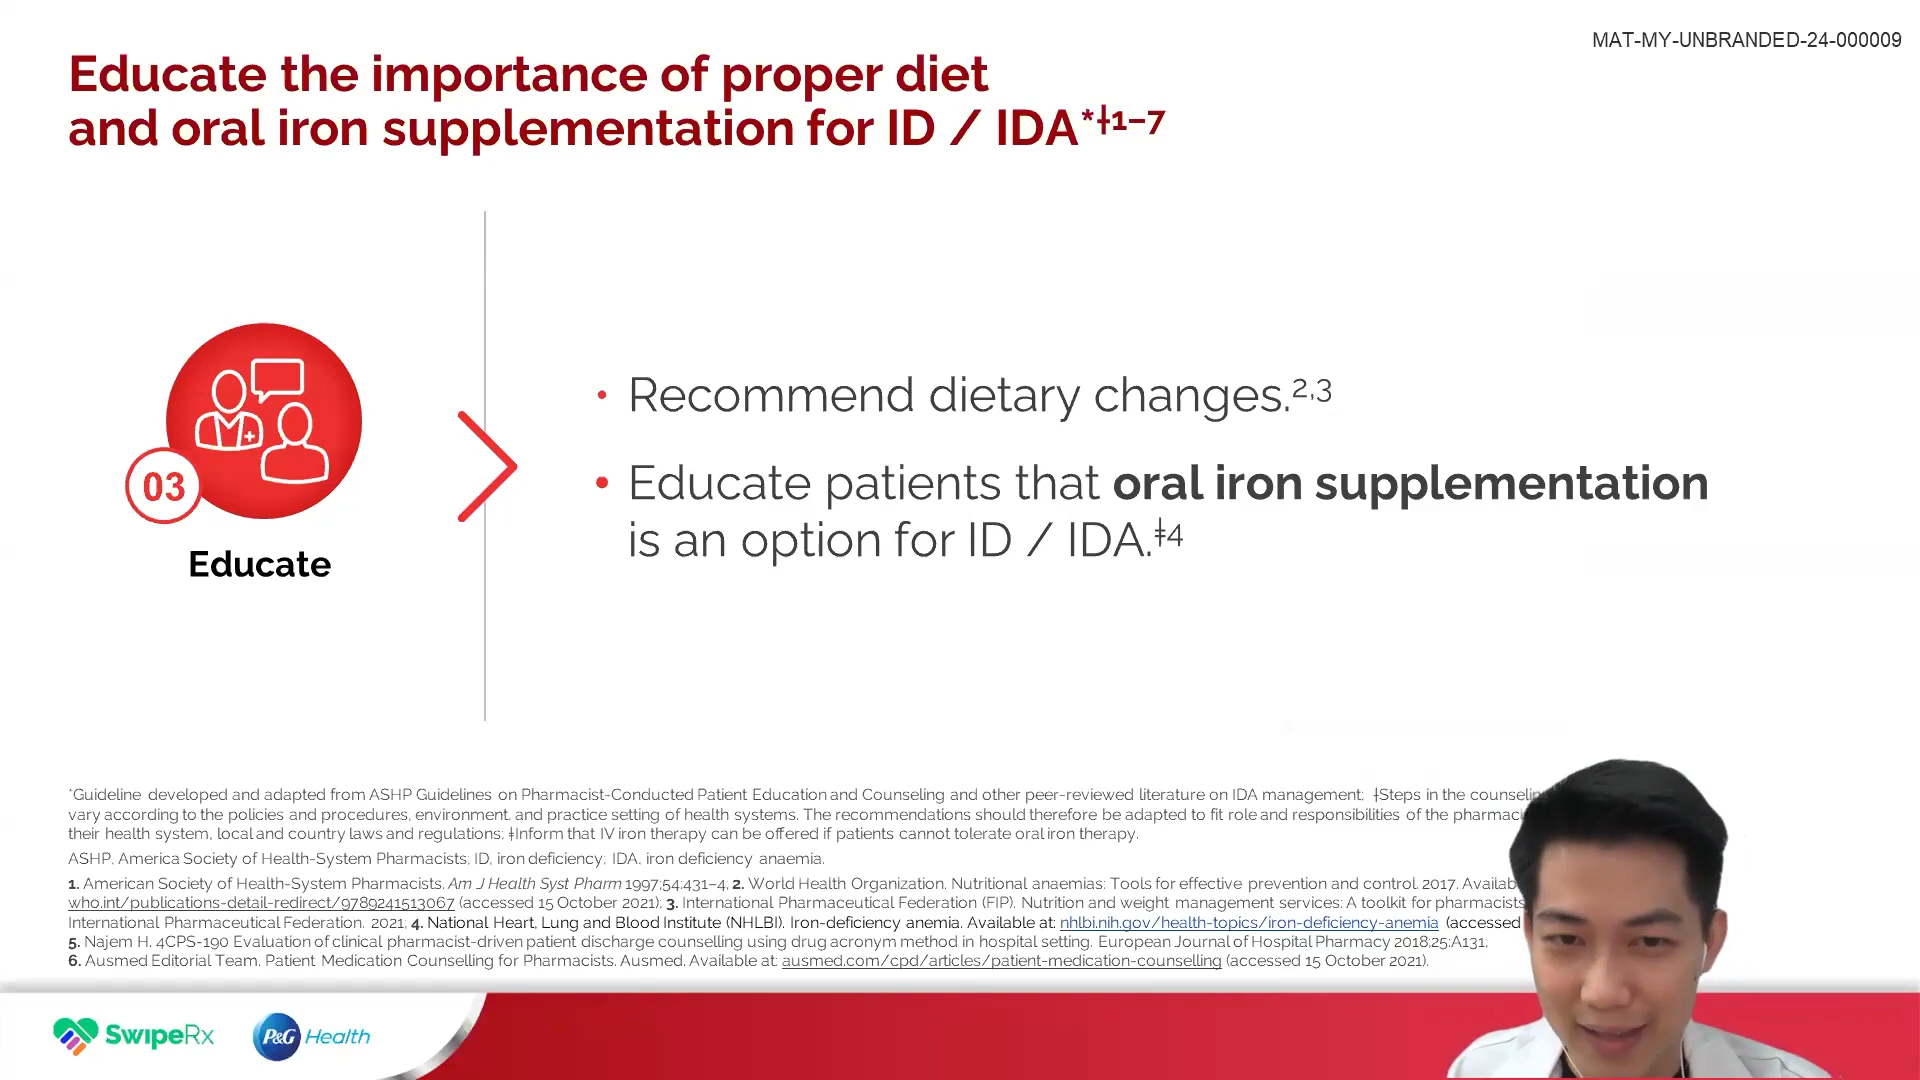 MAT-MY-UNBRANDED-24-000009
Educate the importance of proper diet
and oral iron supplementation for ID / IDA*ƚ1–7
• Recommend dietary changes.2,3
• Educate patients that oral iron supplementation
is an option for ID / IDA.ǂ4
03
Educate
*Guideline developed and adapted from ASHP Guidelines on Pharmacist-Conducted Patient Education and Counseling and other peer-reviewed literature on IDA management; ƚSteps in the
vary according to the policies and procedures, environment, and practice setting of health systems. The recommendations should therefore be adapted to fit role and responsibilities of the
their health system, local and country laws and regulations; ǂInform that IV iron therapy can be offered if patients cannot tolerate oral iron therapy.
ASHP, America Society of Health-System Pharmacists; ID, iron deficiency; IDA, iron deficiency anaemia.
1. American Society of Health-System Pharmacists. Am J Health Syst Pharm 1997;54:431–4; 2. World Health Organization. Nutritional anaemias: Tools for effective prevention and control. 2017.
who.int/publications-detail-redirect/9789241513067 (accessed 15 October 2021); 3. International Pharmaceutical Federation (FIP). Nutrition and weight management services: A toolkit for pharmacists
International Pharmaceutical Federation. 2021; 4. National Heart, Lung and Blood Institute (NHLBI). Iron-deficiency anemia. Available at: nhlbi.nih.gov/health-topics/iron-deficiency-anemia (accessed
5. Najem H. 4CPS-190 Evaluation of clinical pharmacist-driven patient discharge counselling using drug acronym method in hospital setting. European Journal of Hospital Pharmacy 2018;25:A131;
6. Ausmed Editorial Team. Patient Medication Counselling for Pharmacists. Ausmed. Available at: ausmed.com/cpd/articles/patient-medication-counselling (accessed 15 October 2021).
SwipeRx
P&G Health